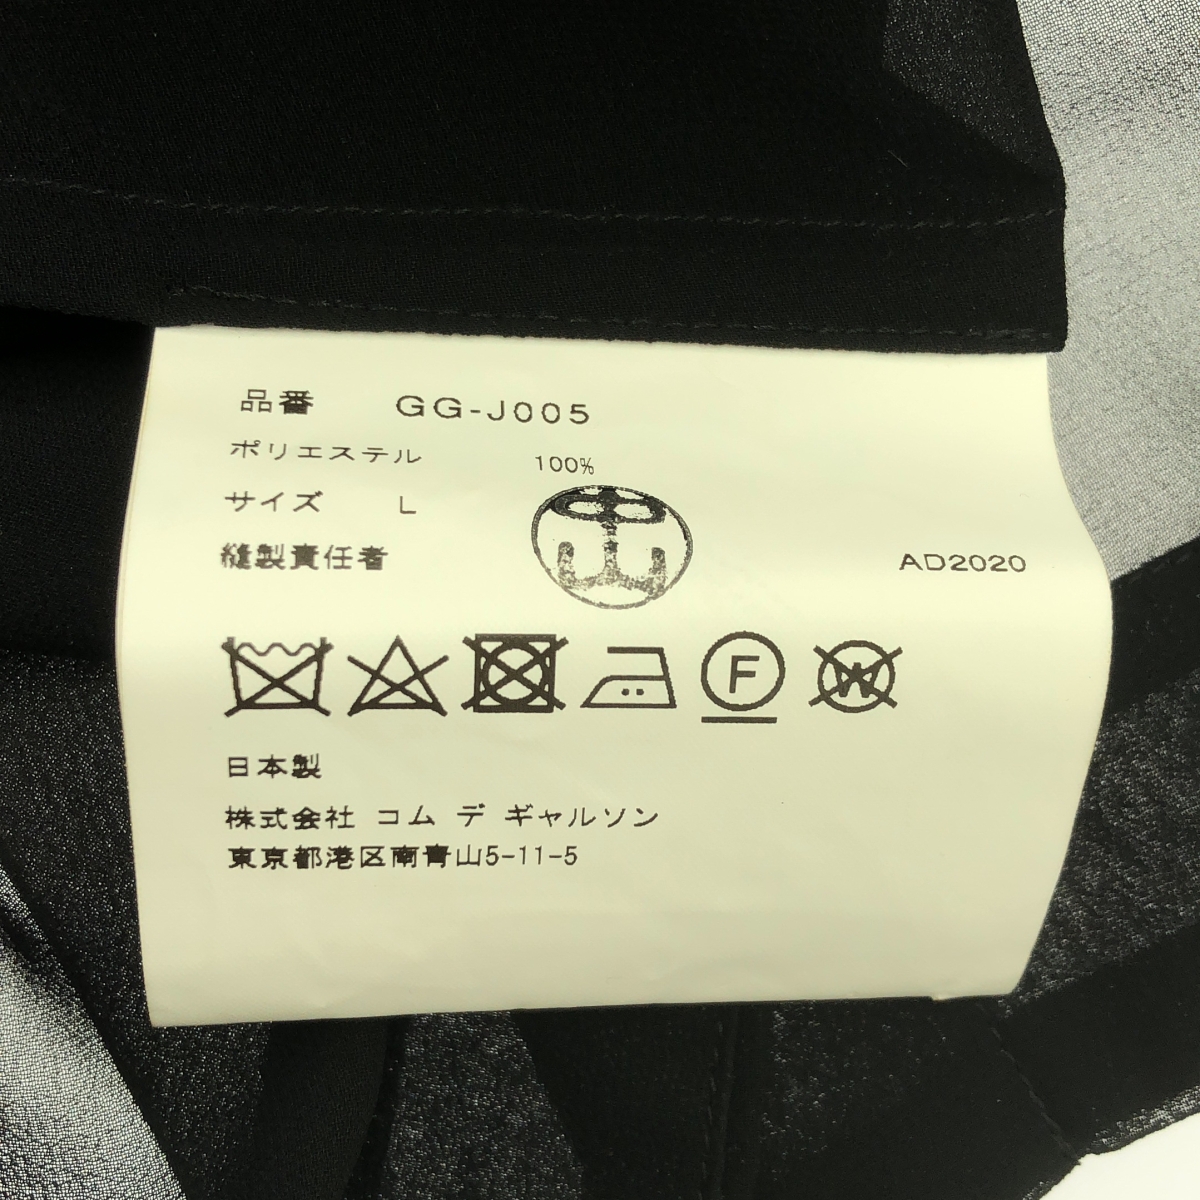 品番 GG-J005
ポリエステル 100%
サイズ L
縫製責任者 中山 AD2020
F W
日本製
株式会社 コム デ ギャルソン
東京都港区南青山5-11-5